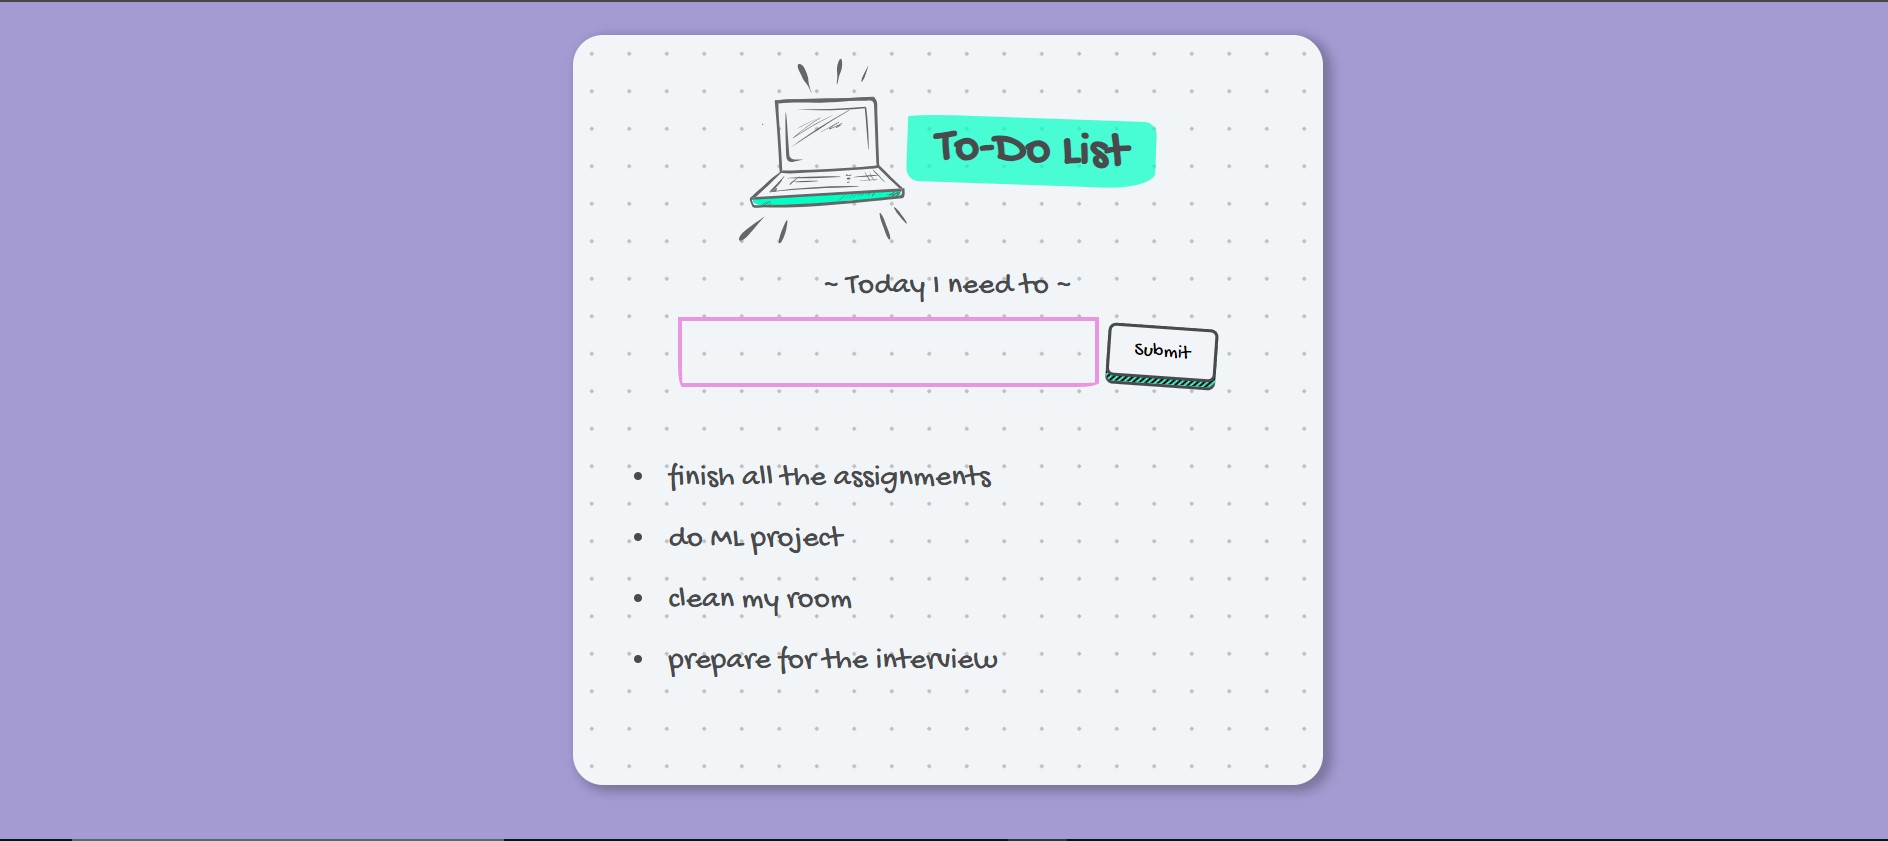 To-Do List
~ Today I need to ~
Submit
finish all the assignments
do ML project
clean my room
prepare for the interview